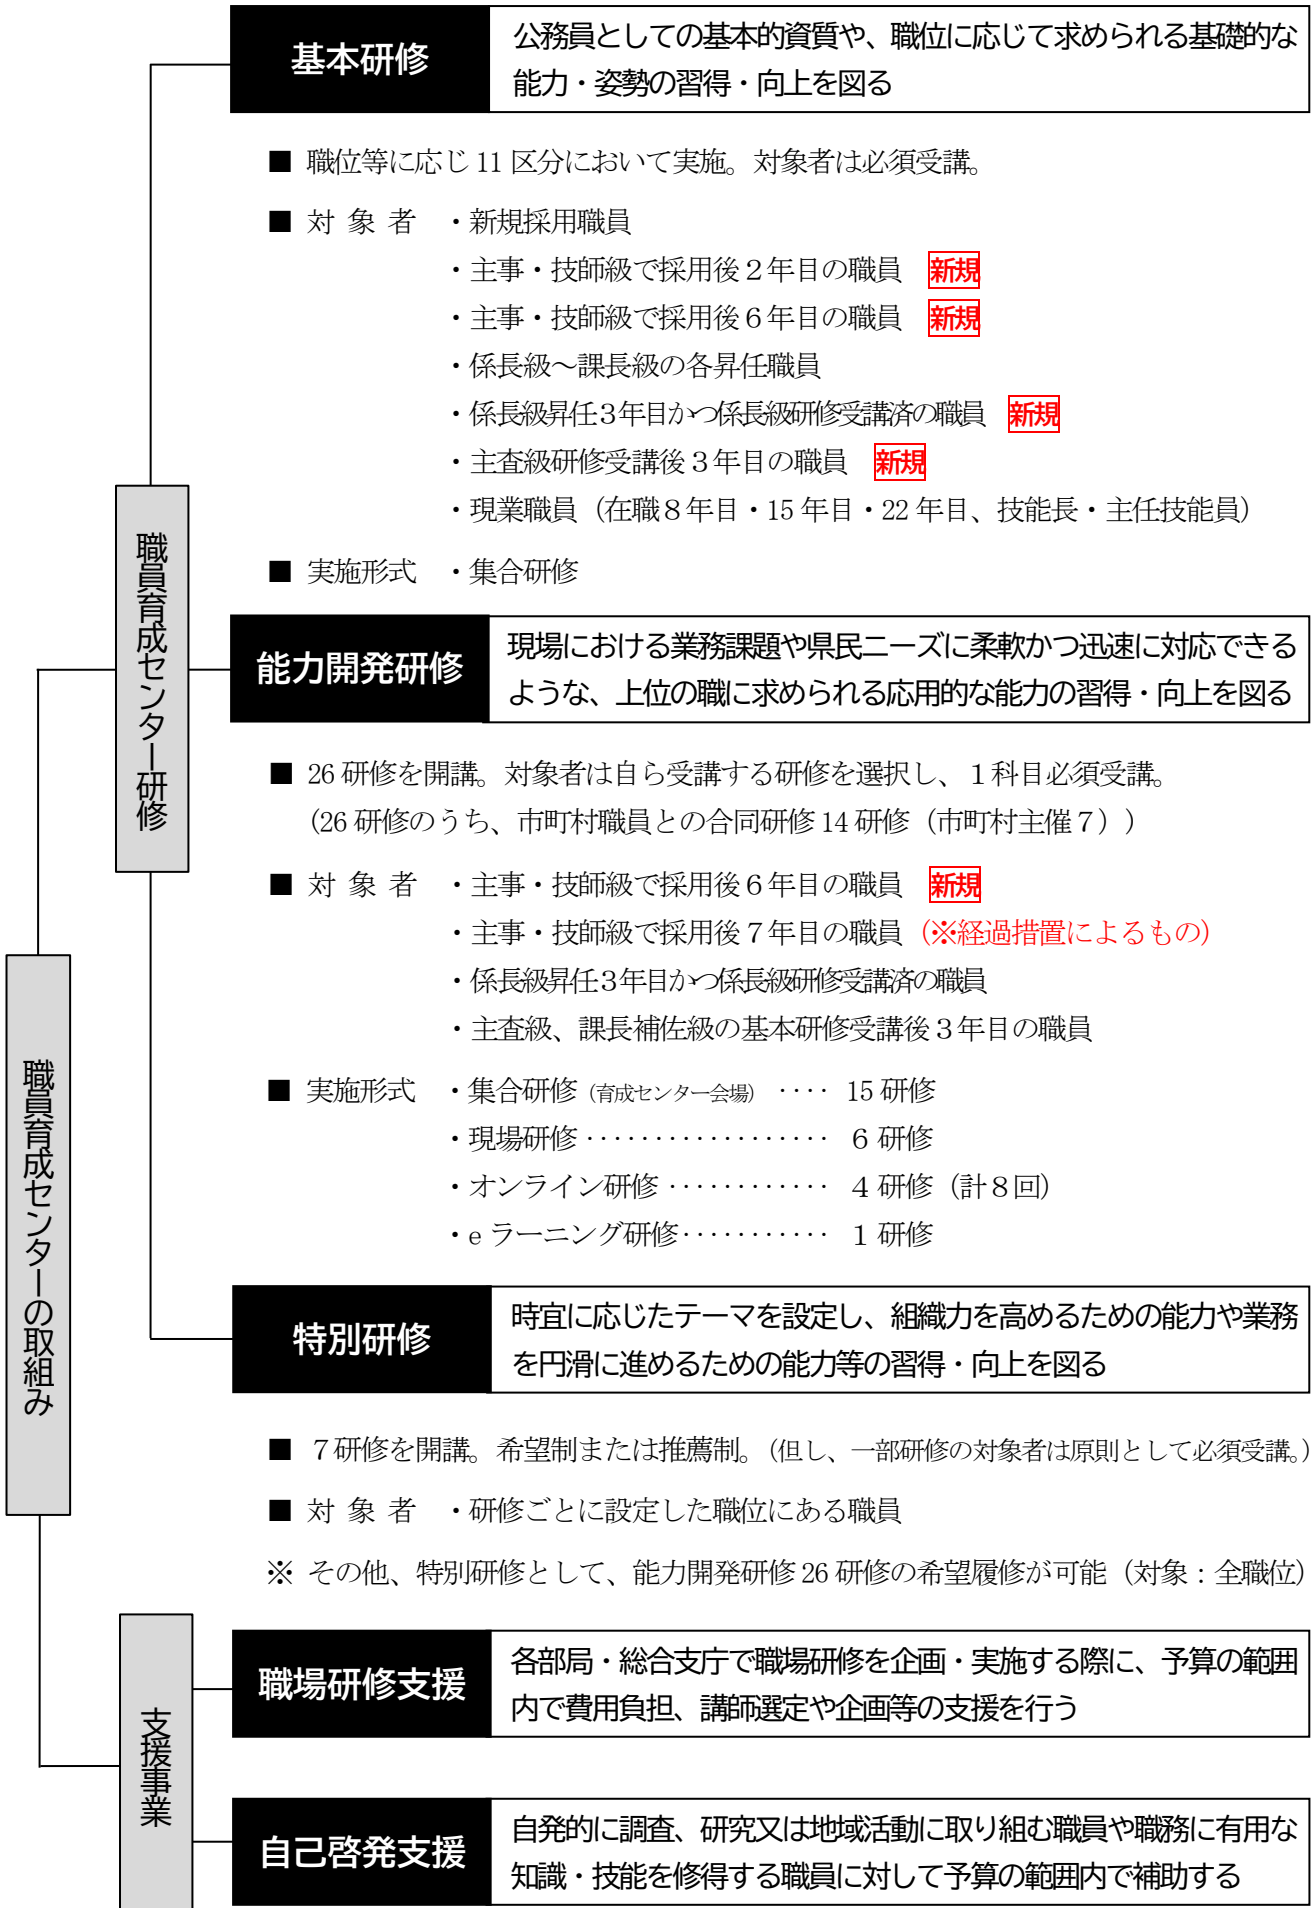 基本研修
公務員としての基本的資質や、職位に応じて求められる基礎的な
能力・姿勢の習得・向上を図る
■ 職位等に応じ 11 区分において実施。対象者は必須受講。
■ 対 象 者 ・新規採用職員
・主事・技師級で採用後２年目の職員 新規
・主事・技師級で採用後６年目の職員 新規
・係長級～課長級の各昇任職員
・係長級昇任３年目かつ係長級研修受講済の職員 新規
・主査級研修受講後３年目の職員 新規
・現業職員（在職８年目・15 年目・22 年目、技能長・主任技能員）
■ 実施形式 ・集合研修
職員育成センター研修
能力開発研修
現場における業務課題や県民ニーズに柔軟かつ迅速に対応できる
ような、上位の職に求められる応用的な能力の習得・向上を図る
■ 26 研修を開講。対象者は自ら受講する研修を選択し、１科目必須受講。
（26 研修のうち、市町村職員との合同研修 14 研修（市町村主催７））
■ 対 象 者 ・主事・技師級で採用後６年目の職員 新規
・主事・技師級で採用後７年目の職員（※経過措置によるもの）
・係長級昇任３年目かつ係長級研修受講済の職員
・主査級、課長補佐級の基本研修受講後３年目の職員
■ 実施形式 ・集合研修（育成センター会場） ‥‥ 15 研修
・現場研修 ‥‥‥‥‥‥‥‥‥ ６研修
・オンライン研修 ‥‥‥‥‥‥ ４研修（計８回）
・e ラーニング研修‥‥‥‥‥‥ １研修
職員育成センターの取組み
特別研修
時宜に応じたテーマを設定し、組織力を高めるための能力や業務
を円滑に進めるための能力等の習得・向上を図る
■ ７研修を開講。希望制または推薦制。（但し、一部研修の対象者は原則として必須受講。）
■ 対 象 者 ・研修ごとに設定した職位にある職員
※ その他、特別研修として、能力開発研修 26 研修の希望履修が可能（対象：全職位）
支援事業
職場研修支援
各部局・総合支庁で職場研修を企画・実施する際に、予算の範囲
内で費用負担、講師選定や企画等の支援を行う
自己啓発支援
自発的に調査、研究又は地域活動に取り組む職員や職務に有用な
知識・技能を修得する職員に対して予算の範囲内で補助する